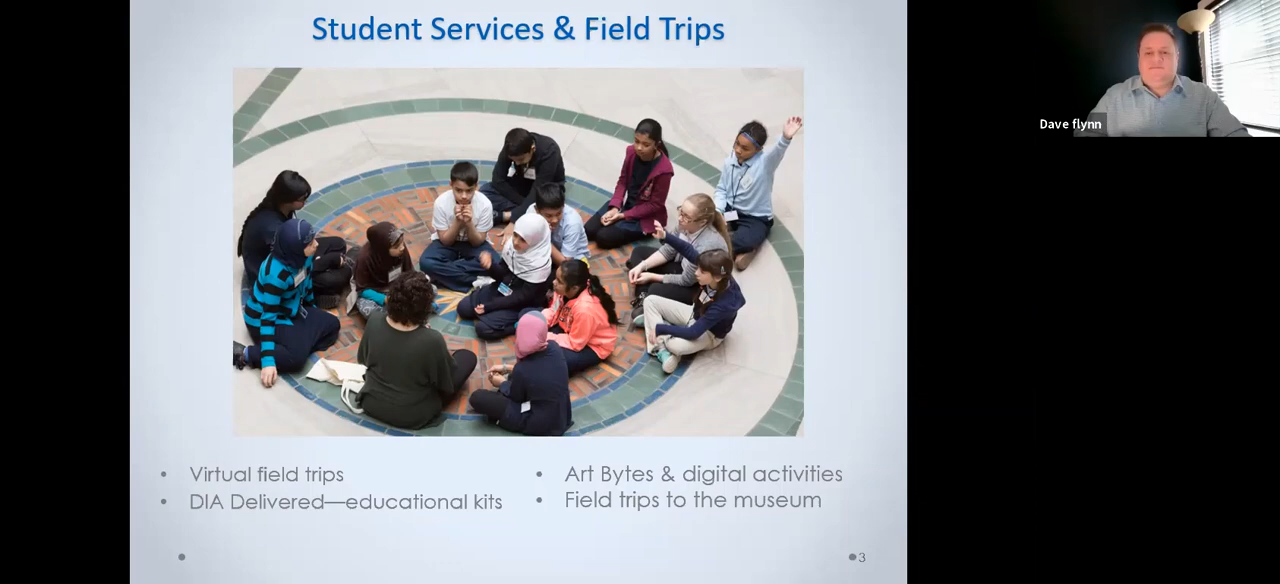 Student Services & Field Trips
Dave flynn
• Virtual field trips
• DIA Delivered—educational kits
• Art Bytes & digital activities
• Field trips to the museum
3